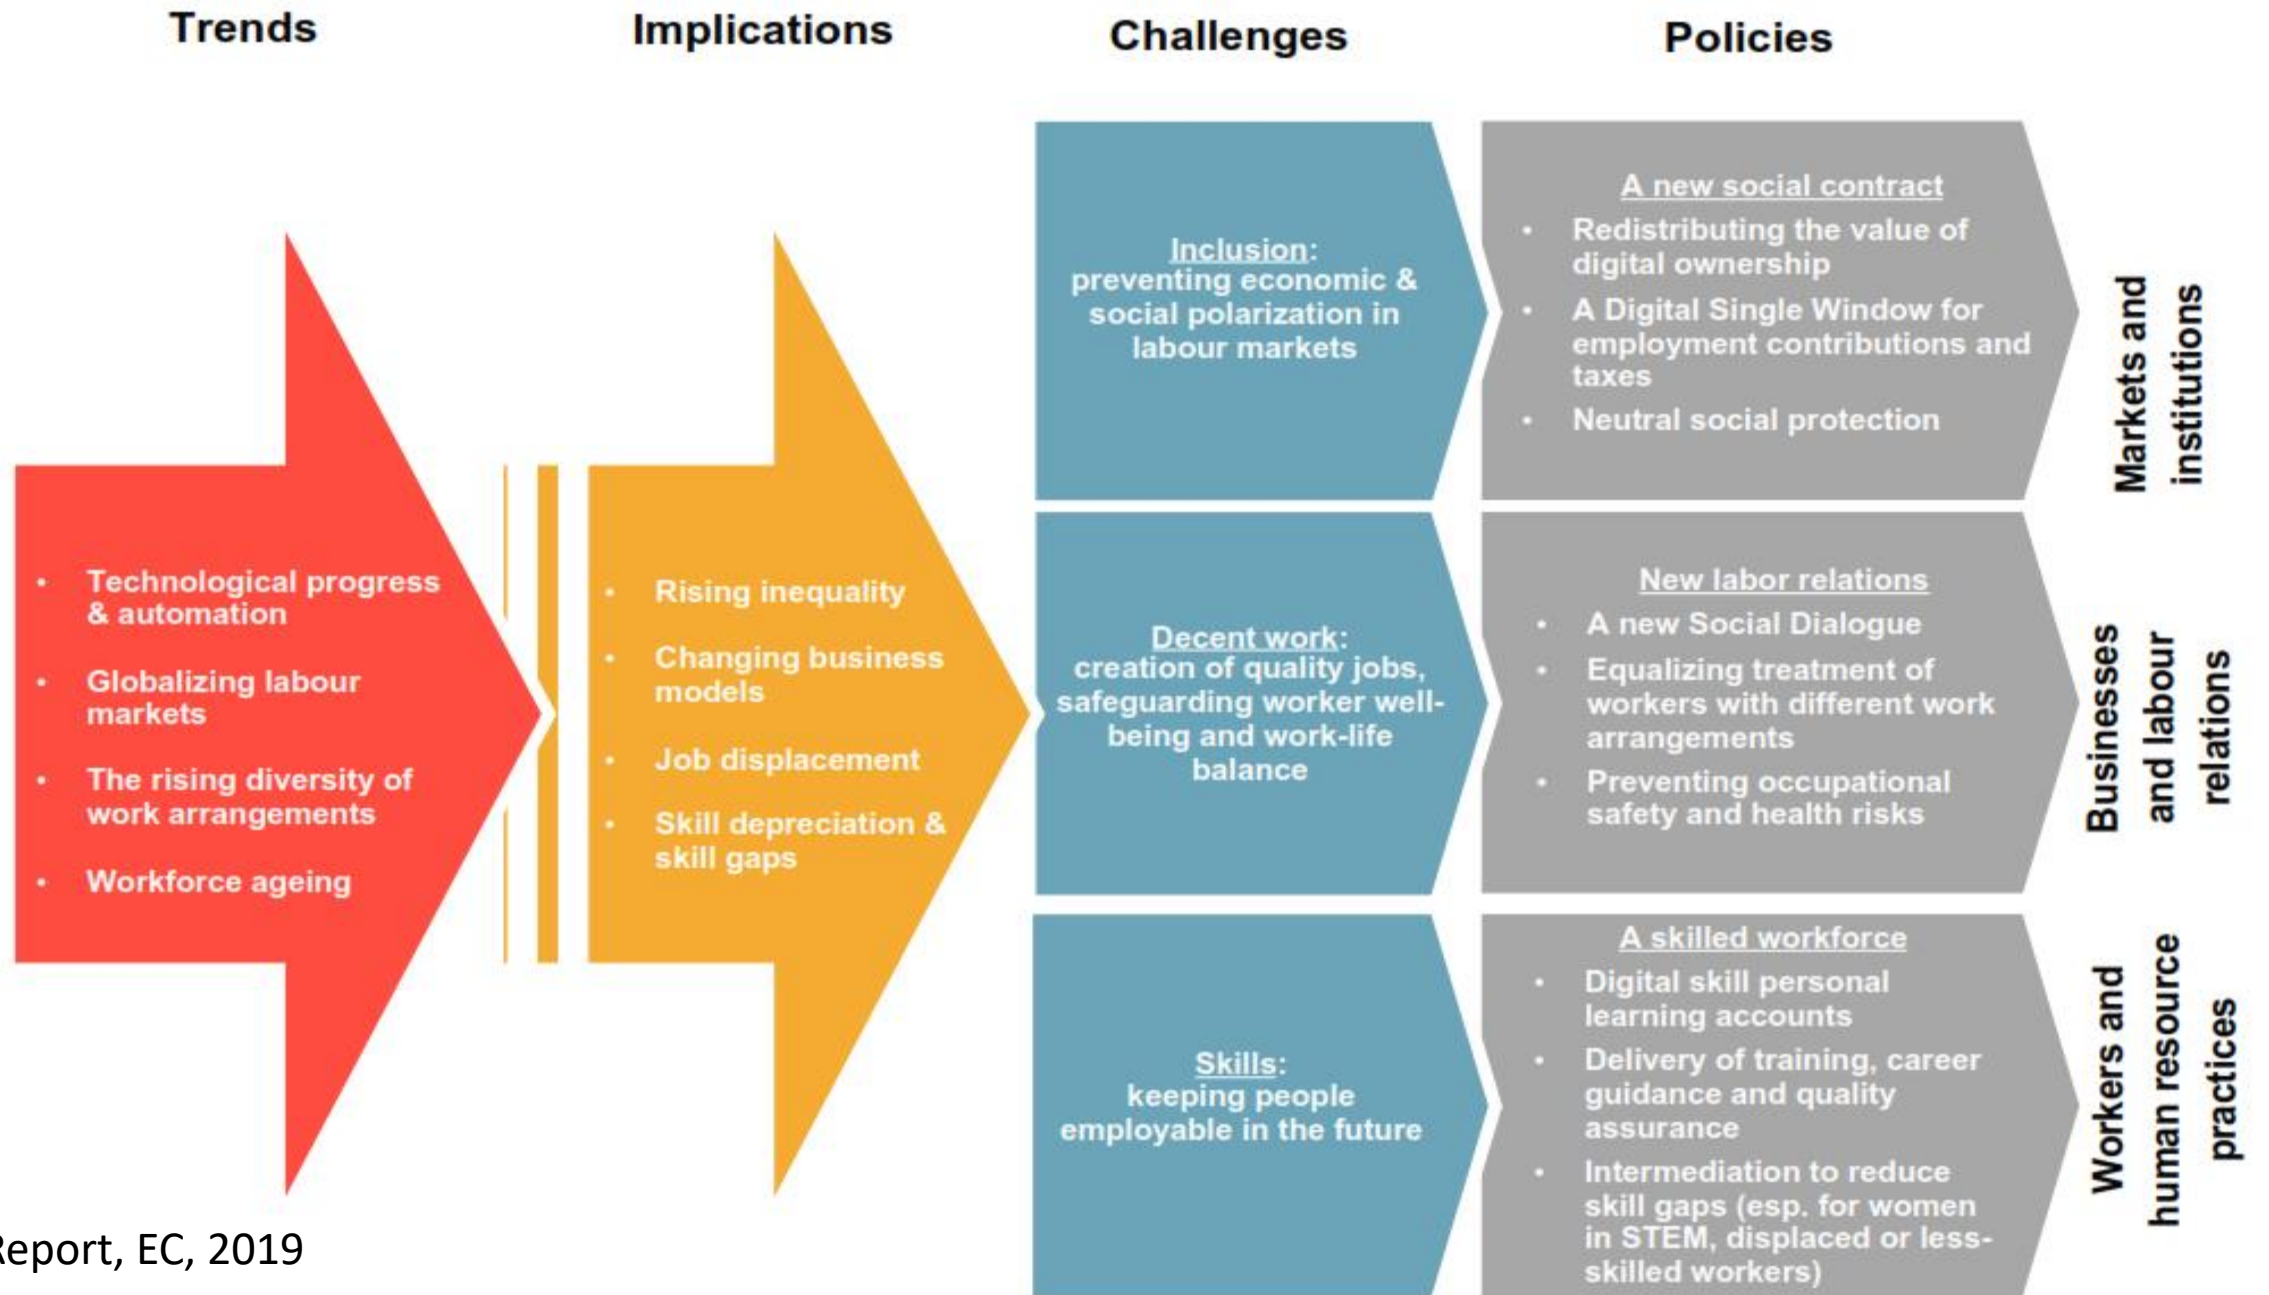 Trends
Implications
Challenges
Policies
• Technological progress
& automation
• Globalizing labour
markets
• The rising diversity of
work arrangements
• Workforce ageing
• Rising inequality
• Changing business
models
• Job displacement
• Skill depreciation &
skill gaps
Inclusion:
preventing economic &
social polarization in
labour markets
A new social contract
• Redistributing the value of
digital ownership
• A Digital Single Window for
employment contributions and
taxes
• Neutral social protection
Markets and
institutions
Decent work:
creation of quality jobs,
safeguarding worker well-
being and work-life
balance
New labor relations
• A new Social Dialogue
• Equalizing treatment of
workers with different work
arrangements
• Preventing occupational
safety and health risks
Businesses
and labour
relations
Skills:
keeping people
employable in the future
A skilled workforce
• Digital skill personal
learning accounts
• Delivery of training, career
guidance and quality
assurance
• Intermediation to reduce
skill gaps (esp. for women
in STEM, displaced or less-
skilled workers)
Workers and
human resource
practices
EC, 2019